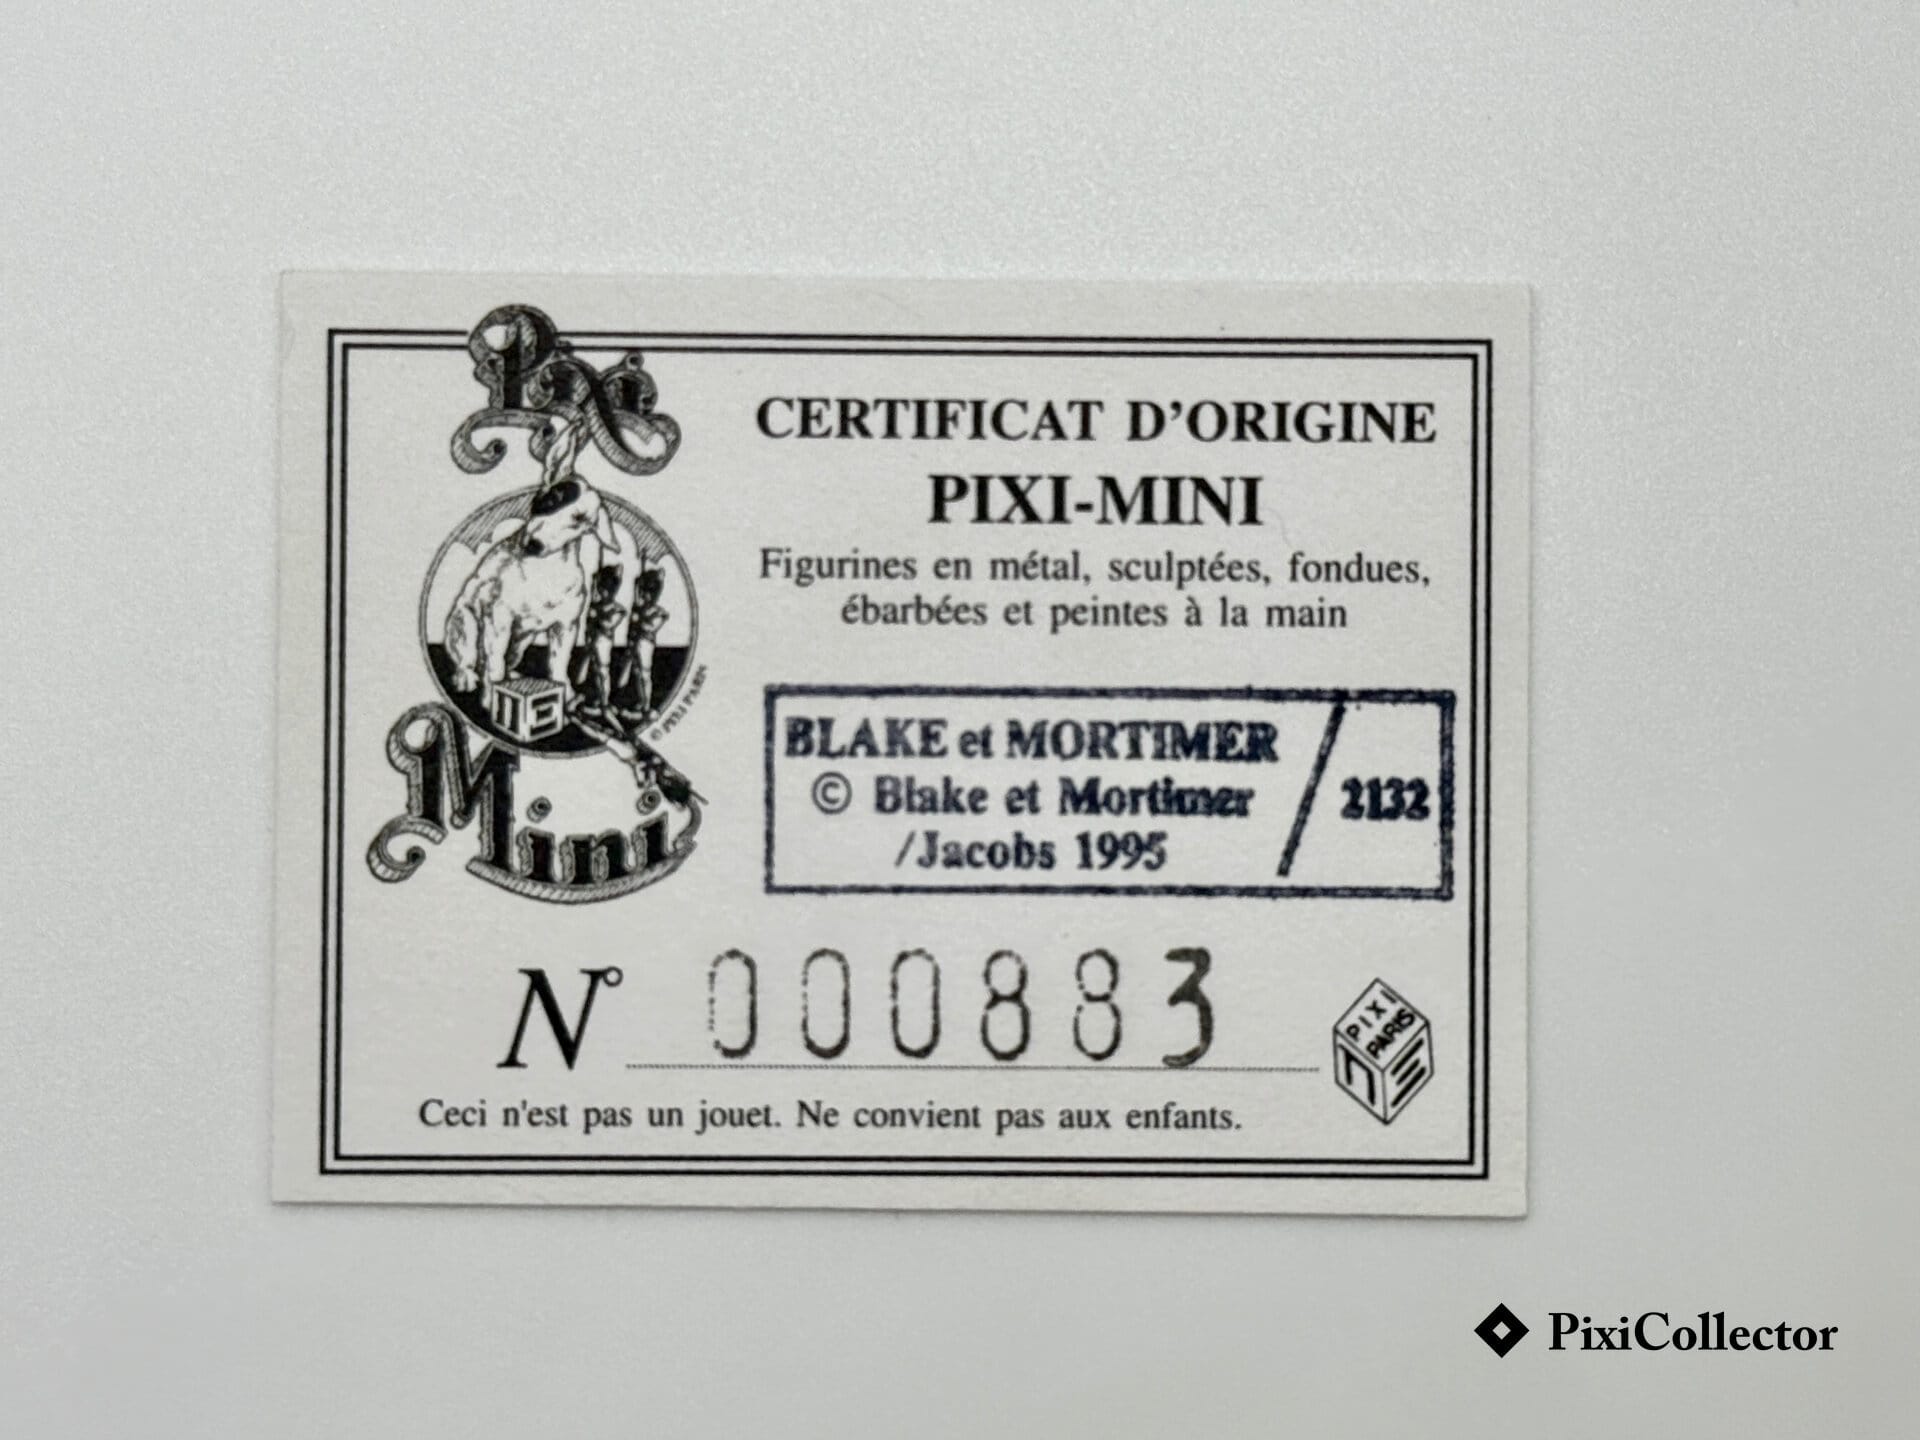 Pixi
Mini
© PIXI PARIS
CERTIFICAT D'ORIGINE
PIXI-MINI
Figurines en métal, sculptées, fondues,
ébarbées et peintes à la main
BLAKE et MORTIMER
© Blake et Mortimer / 2132
/Jacobs 1995
N° 000883
PIXI
PARIS
Ceci n'est pas un jouet. Ne convient pas aux enfants.
PixiCollector